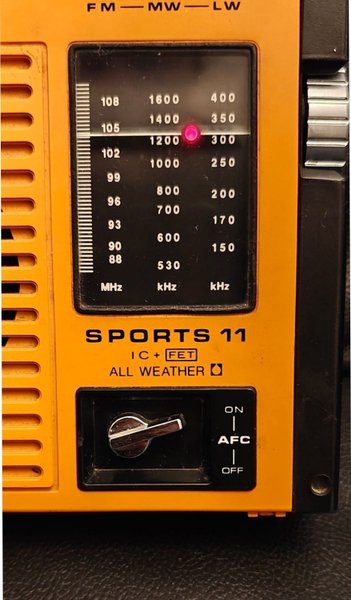 FM — MW — LW
108 1600 400
1400 350
105
1200 300
102 1000 250
99
800 200
96 700
170
93 600
90 150
88 530
MHz kHz kHz
SPORTS 11
IC + FET
ALL WEATHER
ON
AFC
OFF